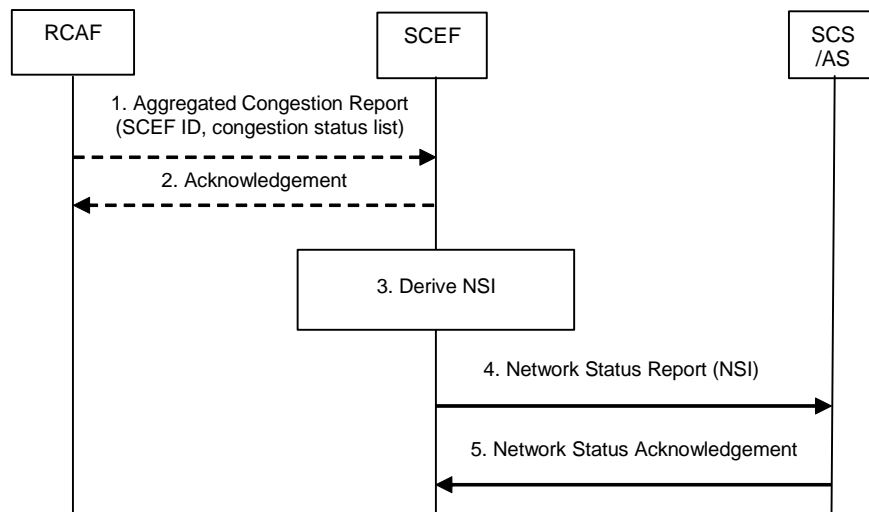 RCAF
SCEF
SCS
/AS
1. Aggregated Congestion Report
(SCEF ID, congestion status list)
2. Acknowledgement
3. Derive NSI
4. Network Status Report (NSI)
5. Network Status Acknowledgement